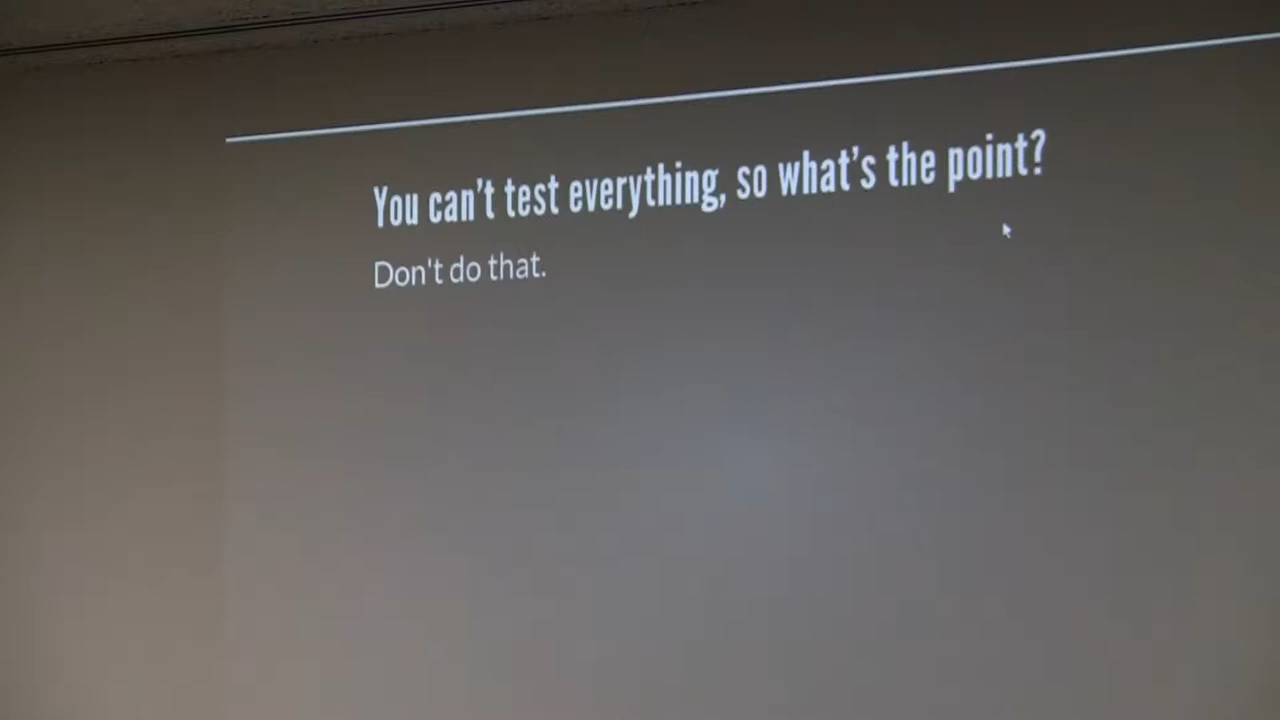 You can’t test everything, so what’s the point?
Don't do that.